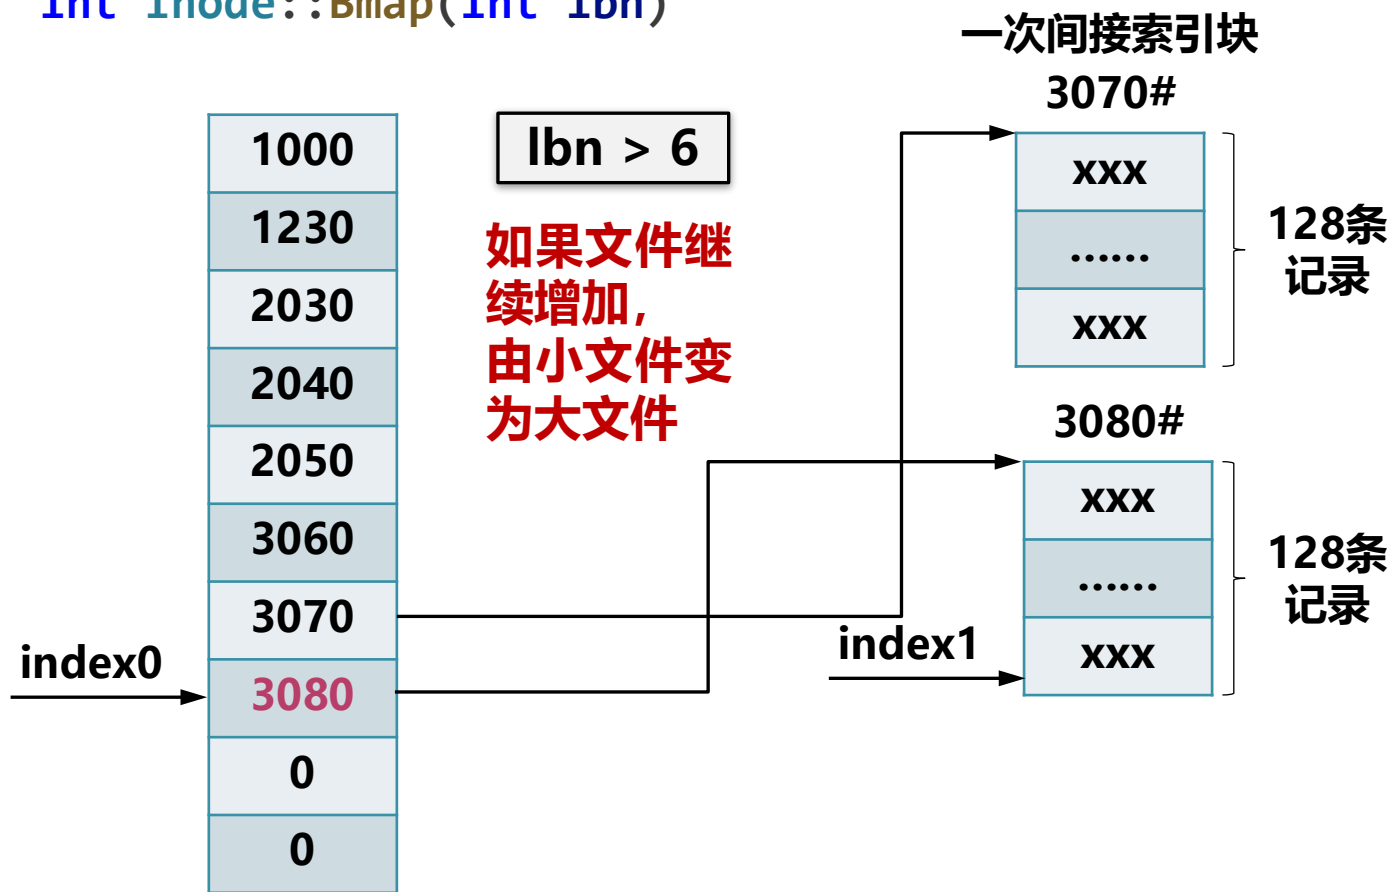 int Inode::Bmap(int lbn)
一次间接索引块
3070#
lbn > 6
如果文件继
续增加，
由小文件变
为大文件
1000
1230
2030
2040
2050
3060
3070
3080
0
0
index0
xxx
......
xxx
128条
记录
3080#
xxx
......
xxx
128条
记录
index1